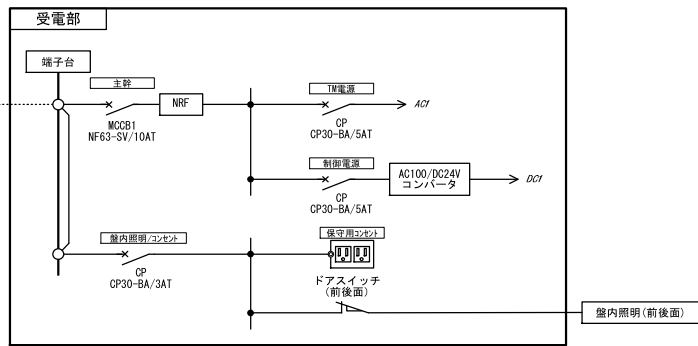 受電部
端子台
主幹
MCCB1
NF63-SV/10AT
NRF
TM電源
CP
CP30-BA/5AT
AC1
制御電源
CP
CP30-BA/5AT
AC100/DC24V
コンバータ
DC1
盤内照明/コンセント
CP
CP30-BA/3AT
保守用コンセント
ドアスイッチ
(前後面)
盤内照明(前後面)